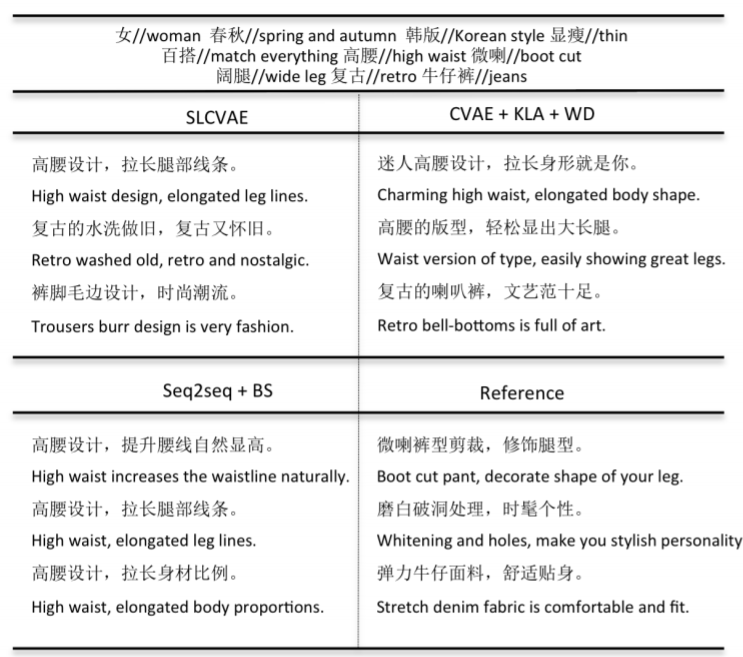 女//woman 春秋//spring and autumn 韩版//Korean style 显瘦//thin
百搭//match everything 高腰//high waist 微喇//boot cut
阔腿//wide leg 复古//retro 牛仔裤//jeans
SLCVAE
高腰设计，拉长腿部线条。
High waist design, elongated leg lines.
复古的水洗做旧，复古又怀旧。
Retro washed old, retro and nostalgic.
裤脚毛边设计，时尚潮流。
Trousers burr design is very fashion.
CVAE + KLA + WD
迷人高腰设计，拉长身形就是你。
Charming high waist, elongated body shape.
高腰的版型，轻松显出大长腿。
Waist version of type, easily showing great legs.
复古的喇叭裤，文艺范十足。
Retro bell-bottoms is full of art.
Seq2seq + BS
高腰设计，提升腰线自然显高。
High waist increases the waistline naturally.
高腰设计，拉长腿部线条。
High waist, elongated leg lines.
高腰设计，拉长身材比例。
High waist, elongated body proportions.
Reference
微喇裤型剪裁，修饰腿型。
Boot cut pant, decorate shape of your leg.
磨白破洞处理，时髦个性。
Whitening and holes, make you stylish personality
弹力牛仔面料，舒适贴身。
Stretch denim fabric is comfortable and fit.